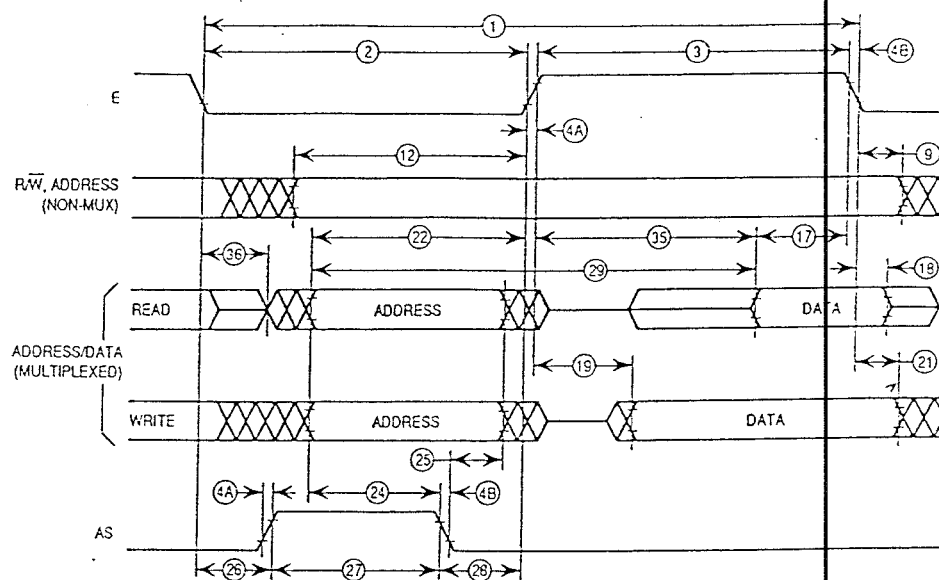 1
2
3
4B
E
4A
12
9
R/W̅, ADDRESS
(NON-MUX)
22
35
17
36
29
18
READ
ADDRESS
DATA
ADDRESS/DATA
(MULTIPLEXED)
19
21
WRITE
ADDRESS
DATA
25
4A
24
4B
AS
26
27
28